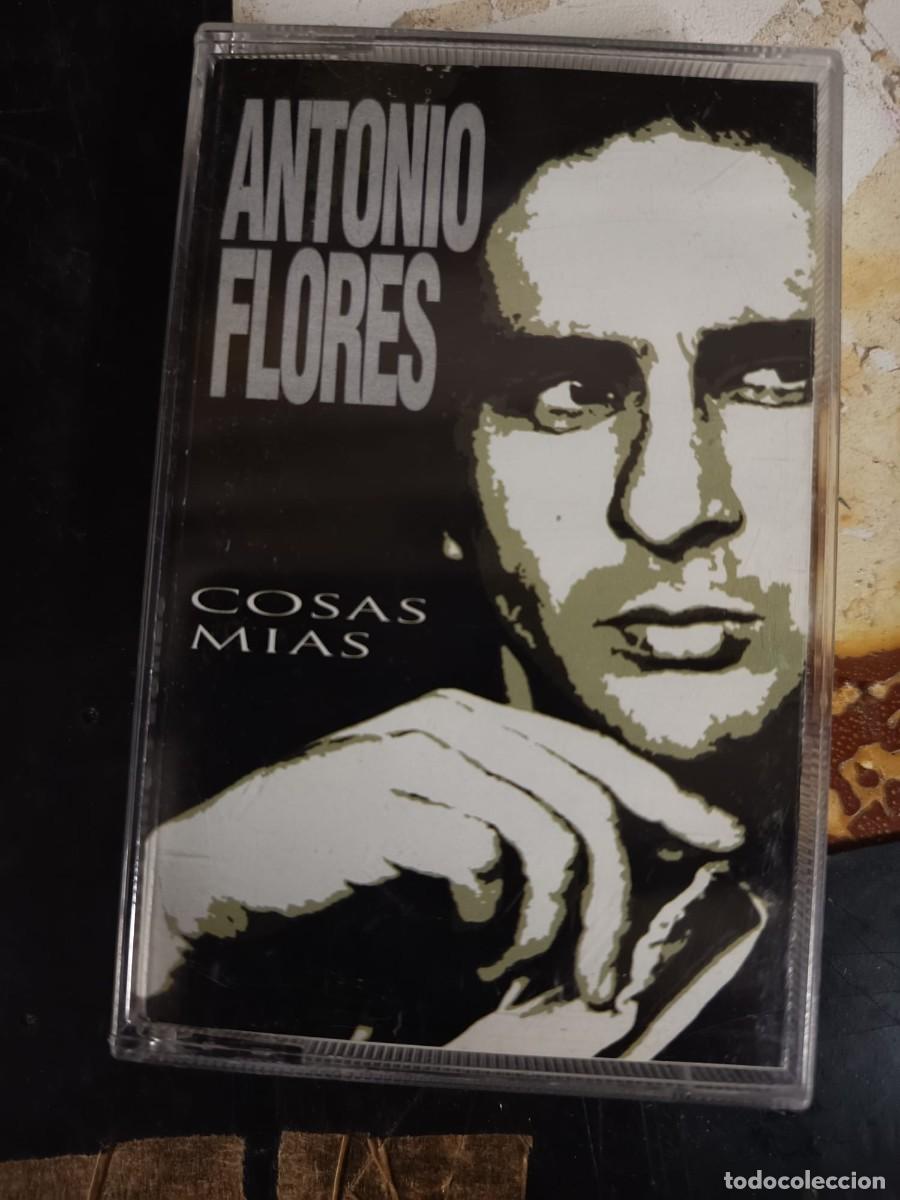 ANTONIO
FLORES
COSAS
MIAS
todocoleccion